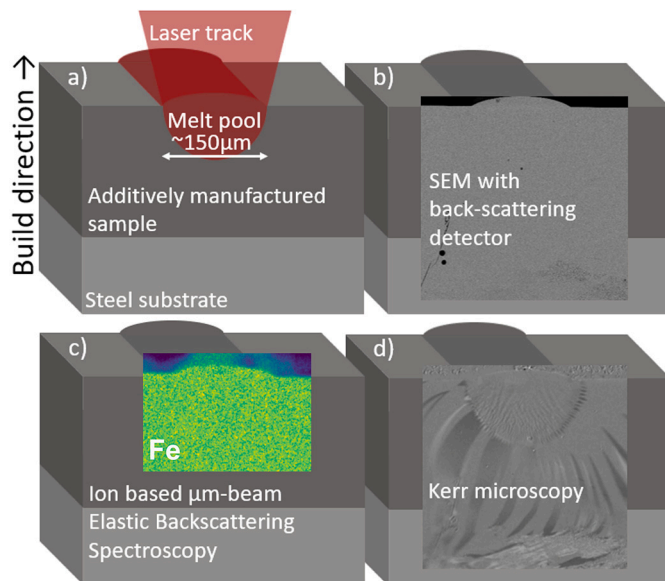 Build direction →
a)
Laser track
Melt pool
~150µm
Additively manufactured
sample
Steel substrate
b)
SEM with
back-scattering
detector
c)
Fe
Ion based µm-beam
Elastic Backscattering
Spectroscopy
d)
Kerr microscopy